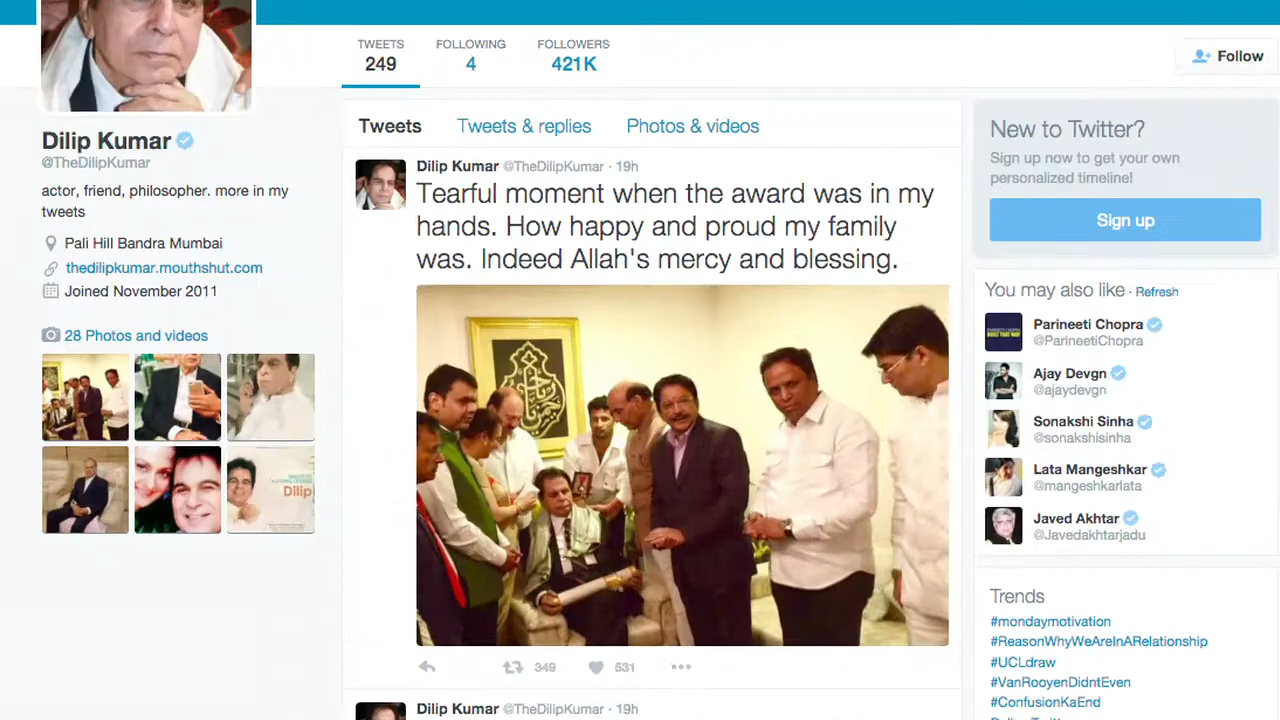 TWEETS
249
FOLLOWING
4
FOLLOWERS
421K
Follow
Dilip Kumar
@TheDilipKumar
actor, friend, philosopher. more in my
tweets
Pali Hill Bandra Mumbai
thedilipkumar.mouthshut.com
Joined November 2011
28 Photos and videos
Dilip
Tweets
Tweets & replies
Photos & videos
Dilip Kumar @TheDilipKumar · 19h
Tearful moment when the award was in my
hands. How happy and proud my family
was. Indeed Allah's mercy and blessing.
349
531
Dilip Kumar @TheDilipKumar · 19h
New to Twitter?
Sign up now to get your own
personalized timeline!
Sign up
You may also like · Refresh
Parineeti Chopra
@ParineetiChopra
Ajay Devgn
@ajaydevgn
Sonakshi Sinha
@sonakshisinha
Lata Mangeshkar
@mangeshkarlata
Javed Akhtar
@Javedakhtarjadu
Trends
#mondaymotivation
#ReasonWhyWeAreInARelationship
#UCLdraw
#VanRooyenDidntEven
#ConfusionKaEnd